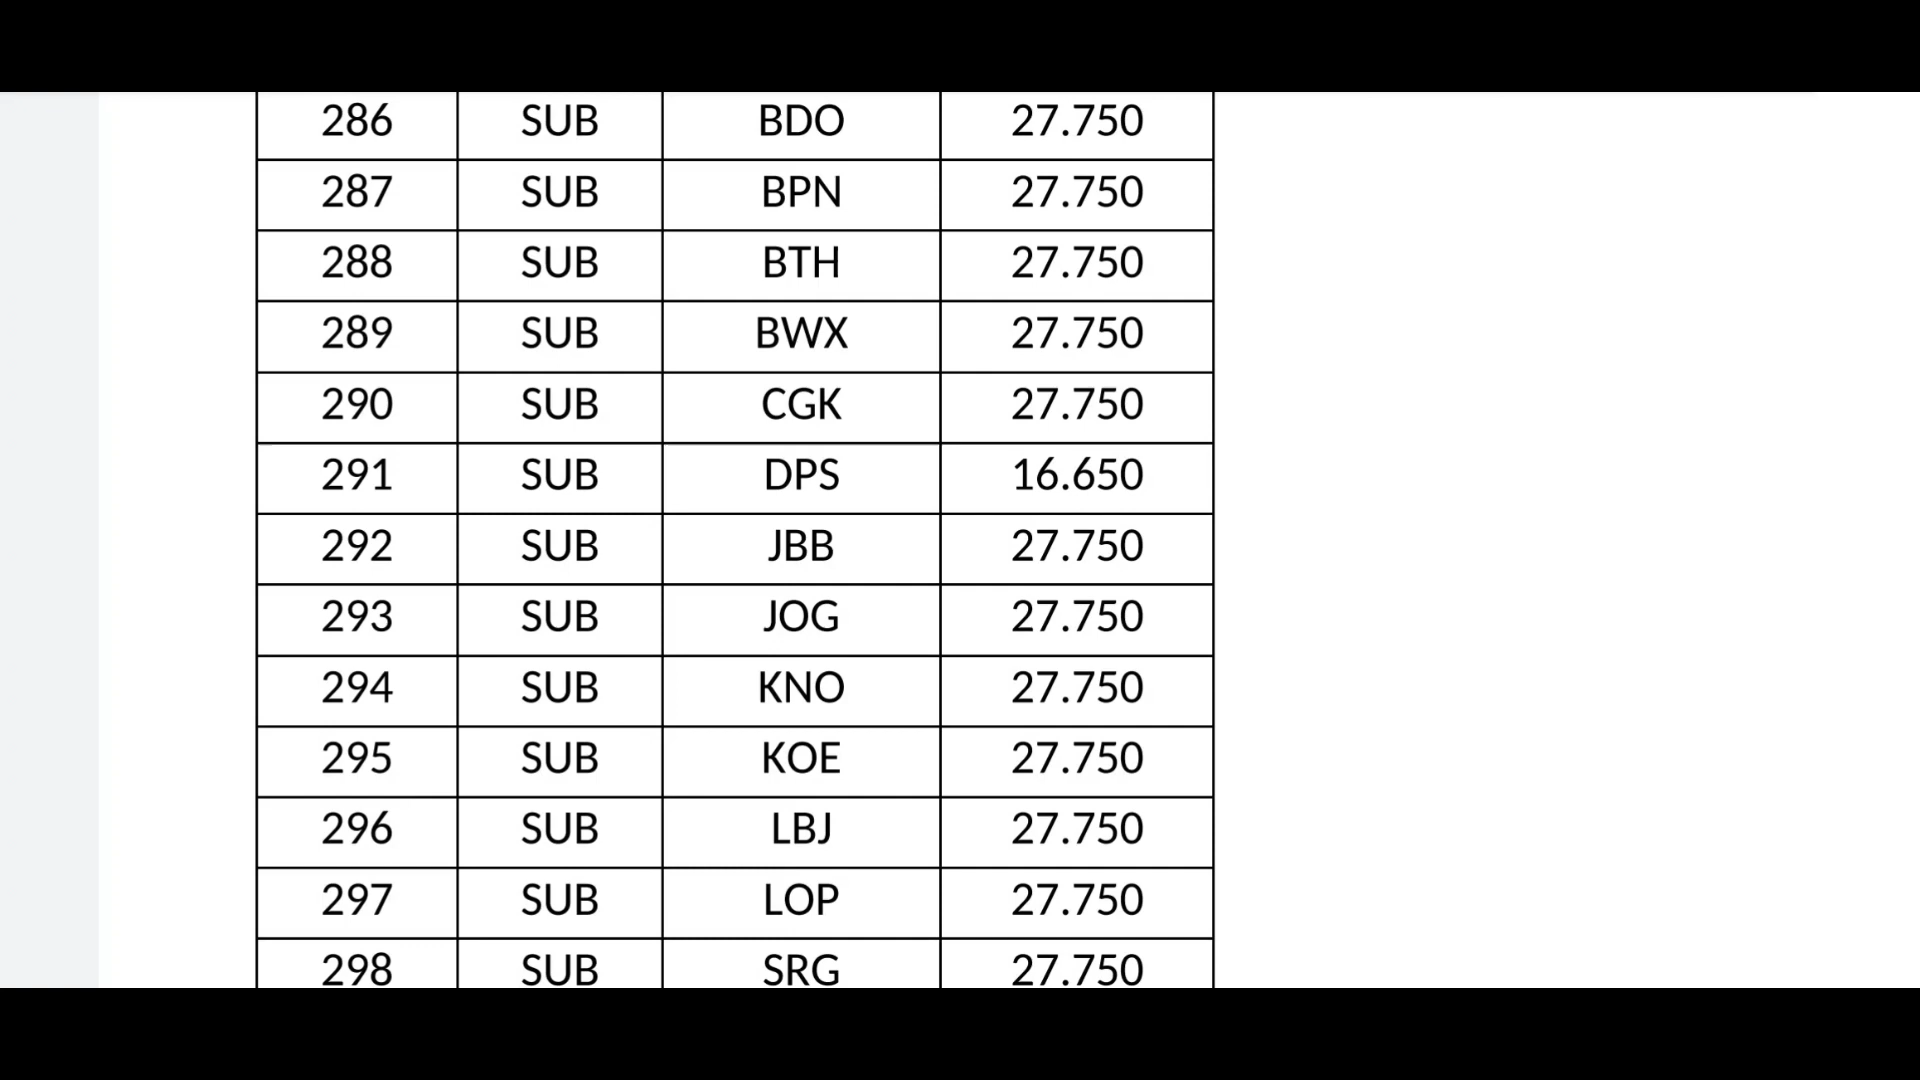 286 SUB BDO 27.750
287 SUB BPN 27.750
288 SUB BTH 27.750
289 SUB BWX 27.750
290 SUB CGK 27.750
291 SUB DPS 16.650
292 SUB JBB 27.750
293 SUB JOG 27.750
294 SUB KNO 27.750
295 SUB KOE 27.750
296 SUB LBJ 27.750
297 SUB LOP 27.750
298 SUB SRG 27.750